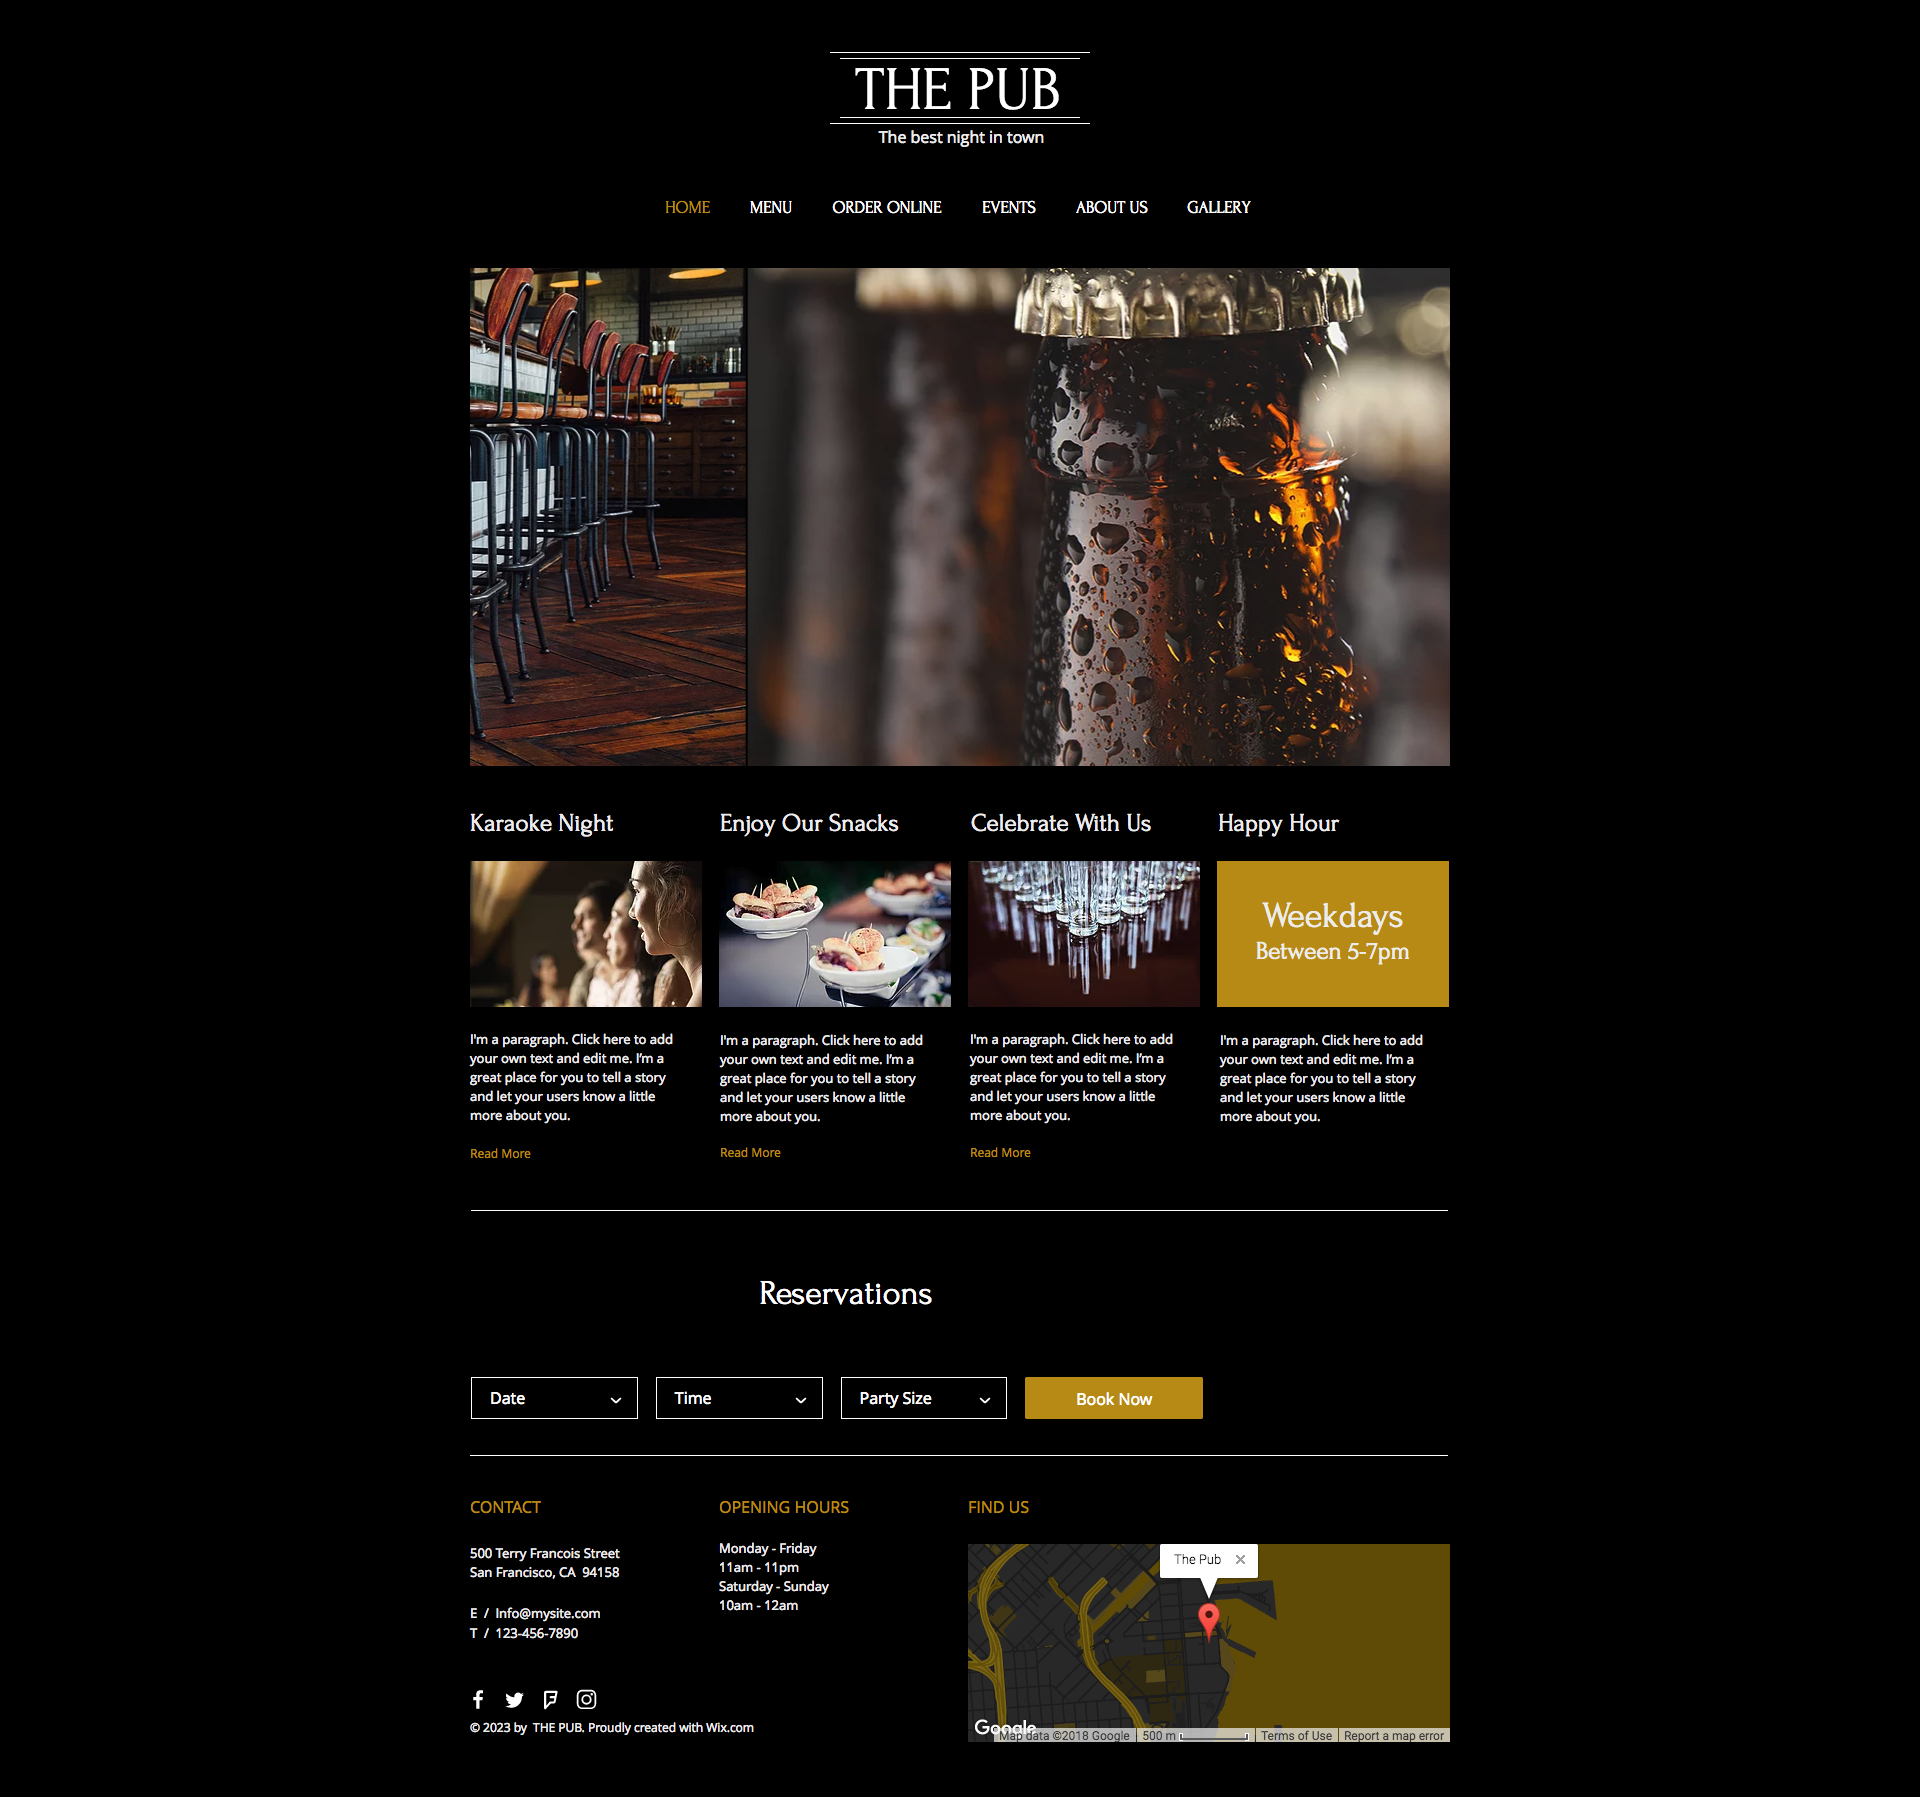 THE PUB
The best night in town
HOME
MENU
ORDER ONLINE
EVENTS
ABOUT US
GALLERY
Karaoke Night
Enjoy Our Snacks
Celebrate With Us
Happy Hour
Weekdays
Between 5-7pm
I'm a paragraph. Click here to add
your own text and edit me. I'm a
great place for you to tell a story
and let your users know a little
more about you.
Read More
I'm a paragraph. Click here to add
your own text and edit me. I'm a
great place for you to tell a story
and let your users know a little
more about you.
Read More
I'm a paragraph. Click here to add
your own text and edit me. I'm a
great place for you to tell a story
and let your users know a little
more about you.
Read More
I'm a paragraph. Click here to add
your own text and edit me. I'm a
great place for you to tell a story
and let your users know a little
more about you.
Reservations
Date
Time
Party Size
Book Now
CONTACT
500 Terry Francois Street
San Francisco, CA  94158
E  /  Info@mysite.com
T  /  123-456-7890
© 2023 by  THE PUB. Proudly created with Wix.com
OPENING HOURS
Monday - Friday
11am - 11pm
Saturday - Sunday
10am - 12am
FIND US
The Pub
Google
Map data ©2018 Google
500 m
Terms of Use
Report a map error